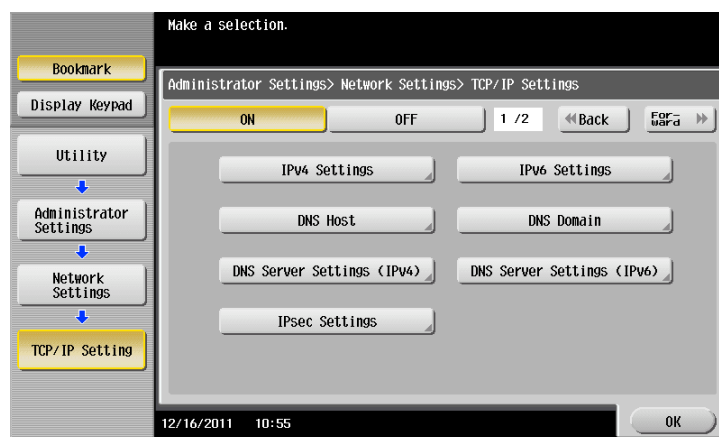 Make a selection.
Bookmark
Display Keypad
Utility
Administrator
Settings
Network
Settings
TCP/IP Setting
Administrator Settings> Network Settings> TCP/IP Settings
ON OFF 1 /2 Back For-
ward
IPv4 Settings IPv6 Settings
DNS Host DNS Domain
DNS Server Settings (IPv4) DNS Server Settings (IPv6)
IPsec Settings
12/16/2011 10:55
OK